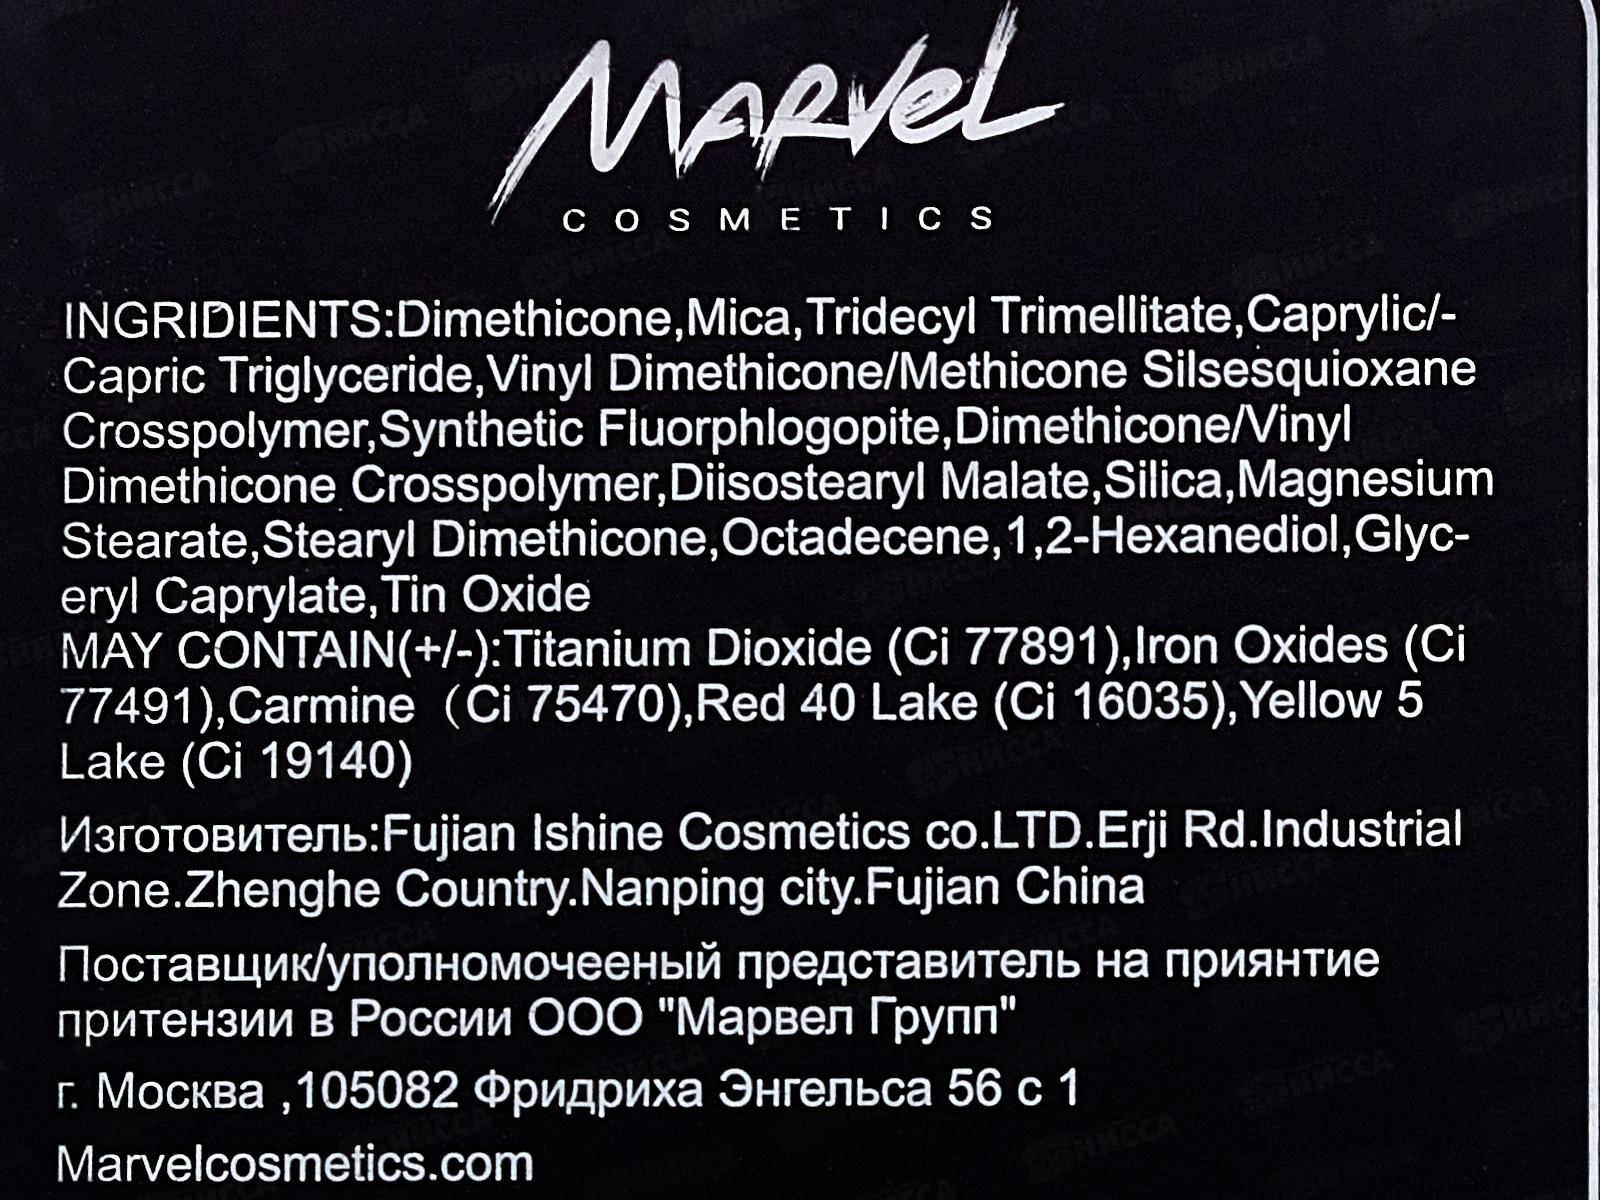 MARVEL
COSMETICS
INGRIDIENTS:Dimethicone,Mica,Tridecyl Trimellitate,Caprylic/-
Capric Triglyceride,Vinyl Dimethicone/Methicone Silsesquioxane
Crosspolymer,Synthetic Fluorphlogopite,Dimethicone/Vinyl
Dimethicone Crosspolymer,Diisostearyl Malate,Silica,Magnesium
Stearate,Stearyl Dimethicone,Octadecene,1,2-Hexanediol,Glyc-
eryl Caprylate,Tin Oxide
MAY CONTAIN(+/-):Titanium Dioxide (Ci 77891),Iron Oxides (Ci
77491),Carmine (Ci 75470),Red 40 Lake (Ci 16035),Yellow 5
Lake (Ci 19140)
Изготовитель:Fujian Ishine Cosmetics co.LTD.Erji Rd.Industrial
Zone.Zhenghe Country.Nanping city.Fujian China
Поставщик/уполномочееный представитель на приянтие
притензии в России ООО "Марвел Групп"
г. Москва ,105082 Фридриха Энгельса 56 с 1
Marvelcosmetics.com